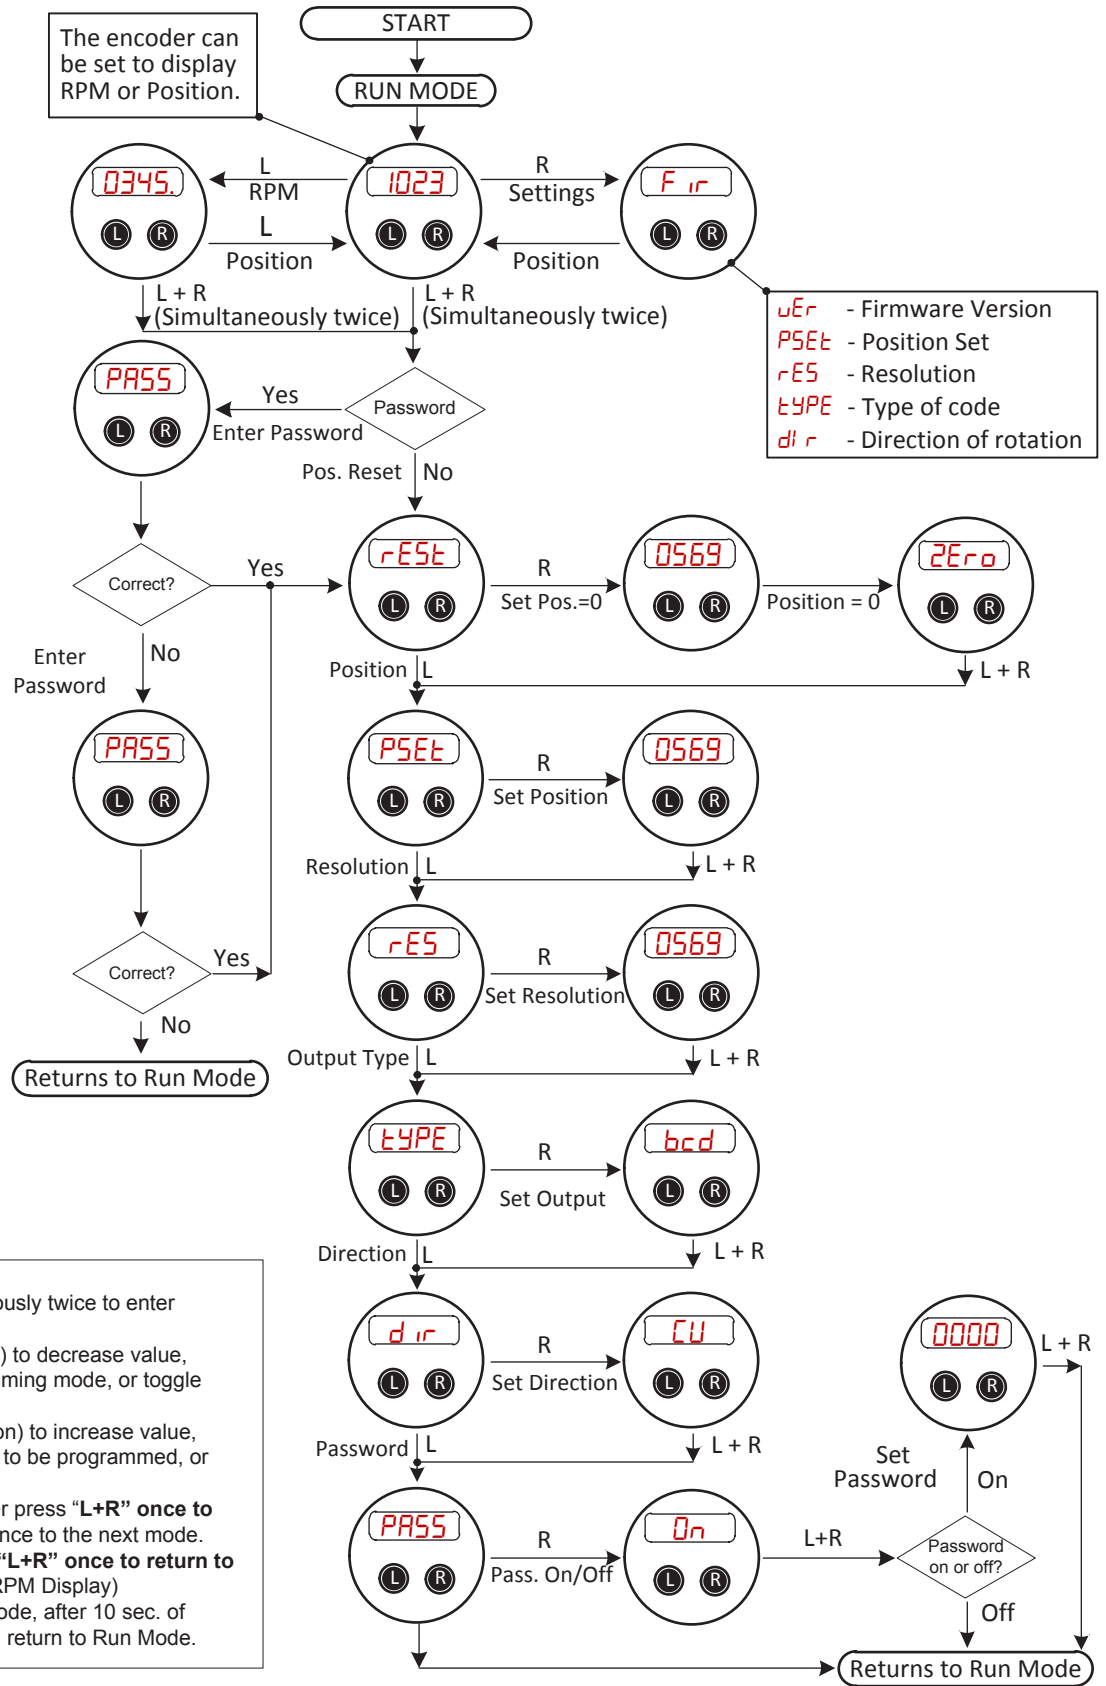 START
The encoder can
be set to display
RPM or Position.
RUN MODE
0345.
L
RPM
1023
R
Settings
Fir
L R
L
Position
L R
Position
L R
L + R
(Simultaneously twice)
L + R
(Simultaneously twice)
vEr - Firmware Version
PSEt - Position Set
rES - Resolution
tYPE - Type of code
dir - Direction of rotation
PASS
L R
Yes
Enter Password
Password
Pos. Reset
No
rESt
L R
R
Set Pos.=0
0569
L R
Position = 0
ZEro
L R
Correct?
Yes
No
Enter
Password
Position L
L + R
PASS
L R
PSEt
L R
R
Set Position
0569
L R
Resolution L
L + R
Correct?
Yes
No
Returns to Run Mode
rES
L R
R
Set Resolution
0569
L R
Output Type L
L + R
tYPE
L R
R
Set Output
bcd
L R
Direction L
L + R
dir
L R
R
Set Direction
CU
L R
Password L
L + R
0000
L R
L + R
Set
Password
On
PASS
L R
R
Pass. On/Off
On
L R
L+R
Password
on or off?
Off
Returns to Run Mode
ously twice to enter
) to decrease value,
ming mode, or toggle
on) to increase value,
to be programmed, or
er press “L+R” once to
nce to the next mode.
“L+R” once to return to
RPM Display)
ode, after 10 sec. of
return to Run Mode.